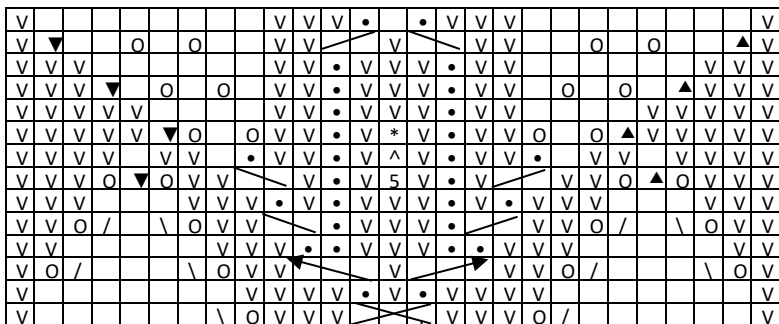 V V V V • • V V V V
V ▼ O O V V V V V O O ▲ V
V V V V V • V V V • V V V V V
V V V ▼ O O V V • V V V • V V O O ▲ V V V
V V V V V V V • V V V • V V V V V V V
V V V V V ▼ O O V V • V * V • V V O O ▲ V V V V V
V V V V V V • V V • V ^ V • V V • V V V V V V
V V V O ▼ O V V V • V 5 V • V V V O ▲ O V V V
V V V V V V • V • V V V • V • V V V V V V
V V O / \ O V V • V V V • V V O / \ O V V
V V V V V • • V V V • • V V V V V
V O / \ O V V V V V O / \ O V
V V V V V • V • V V V V V
V \ O V V V V V V O / V